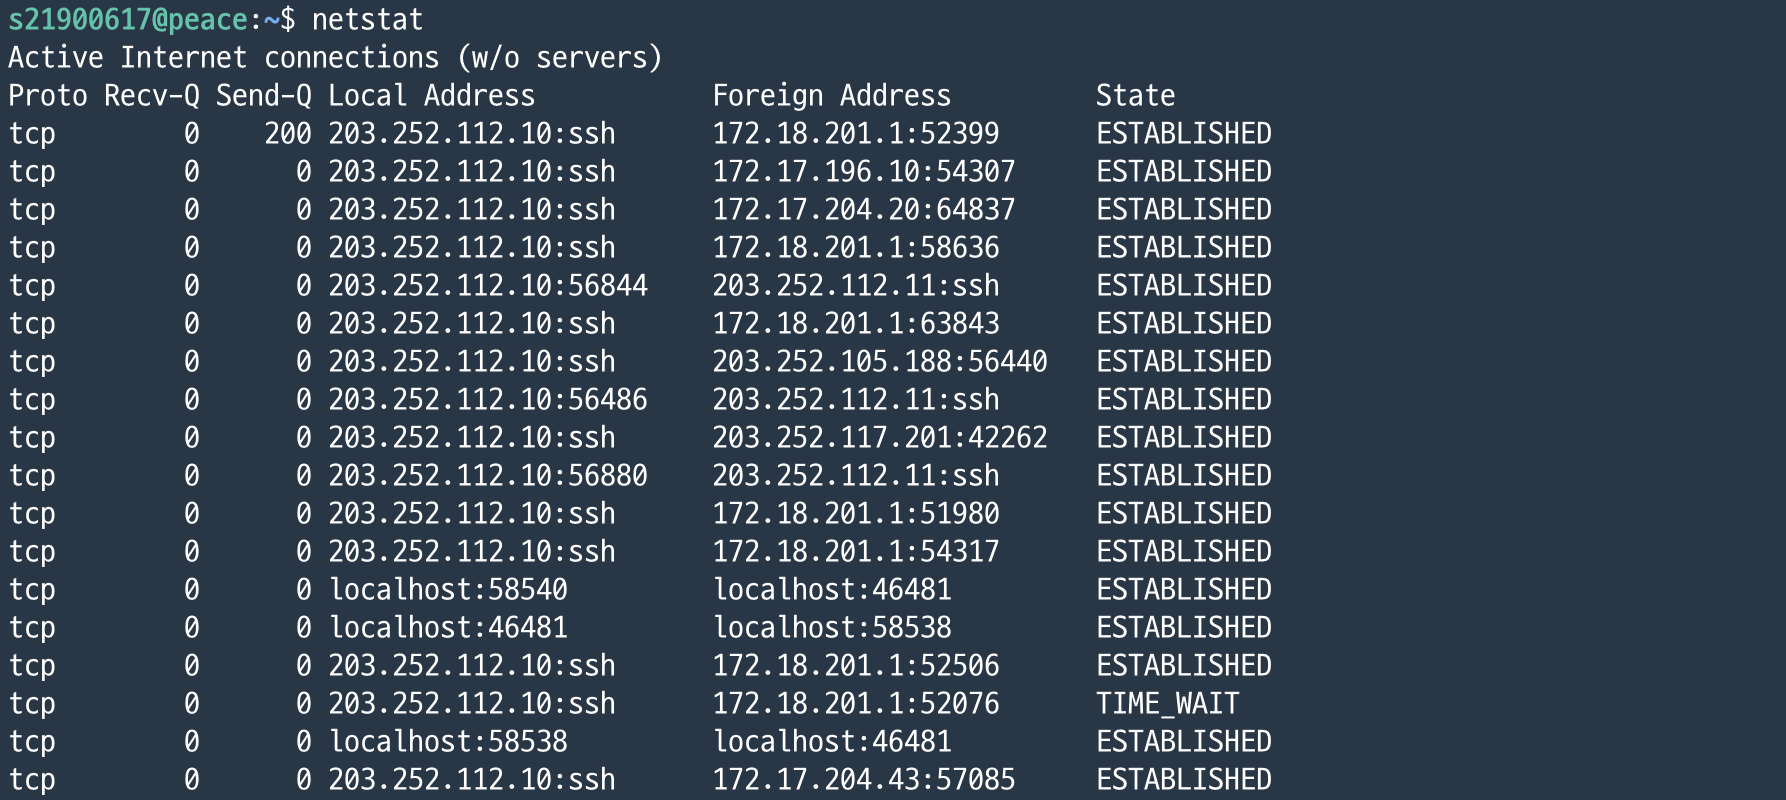 s21900617@peace:~$ netstat
Active Internet connections (w/o servers)
Proto Recv-Q Send-Q Local Address           Foreign Address         State
tcp        0    200 203.252.112.10:ssh      172.18.201.1:52399      ESTABLISHED
tcp        0      0 203.252.112.10:ssh      172.17.196.10:54307     ESTABLISHED
tcp        0      0 203.252.112.10:ssh      172.17.204.20:64837     ESTABLISHED
tcp        0      0 203.252.112.10:ssh      172.18.201.1:58636      ESTABLISHED
tcp        0      0 203.252.112.10:56844    203.252.112.11:ssh      ESTABLISHED
tcp        0      0 203.252.112.10:ssh      172.18.201.1:63843      ESTABLISHED
tcp        0      0 203.252.112.10:ssh      203.252.105.188:56440   ESTABLISHED
tcp        0      0 203.252.112.10:56486    203.252.112.11:ssh      ESTABLISHED
tcp        0      0 203.252.112.10:ssh      203.252.117.201:42262   ESTABLISHED
tcp        0      0 203.252.112.10:56880    203.252.112.11:ssh      ESTABLISHED
tcp        0      0 203.252.112.10:ssh      172.18.201.1:51980      ESTABLISHED
tcp        0      0 203.252.112.10:ssh      172.18.201.1:54317      ESTABLISHED
tcp        0      0 localhost:58540         localhost:46481         ESTABLISHED
tcp        0      0 localhost:46481         localhost:58538         ESTABLISHED
tcp        0      0 203.252.112.10:ssh      172.18.201.1:52506      ESTABLISHED
tcp        0      0 203.252.112.10:ssh      172.18.201.1:52076      TIME_WAIT
tcp        0      0 localhost:58538         localhost:46481         ESTABLISHED
tcp        0      0 203.252.112.10:ssh      172.17.204.43:57085     ESTABLISHED